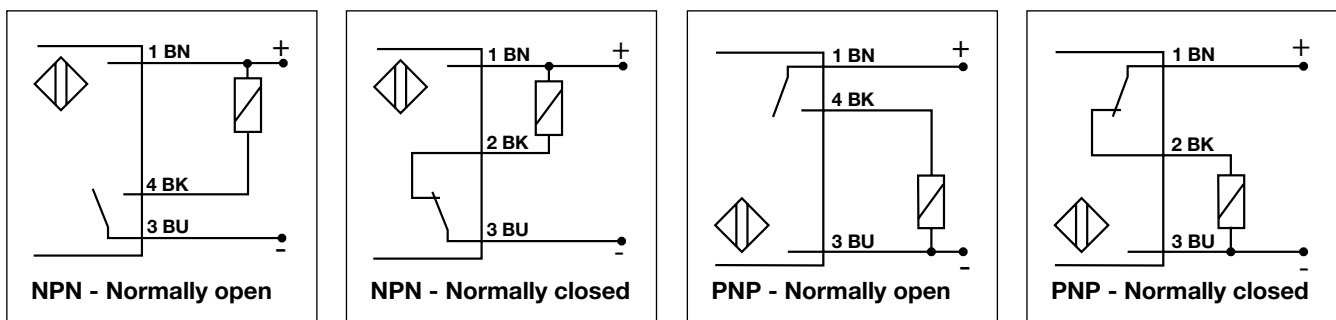 1 BN
+
4 BK
3 BU
-
NPN - Normally open
1 BN
+
2 BK
3 BU
-
NPN - Normally closed
1 BN
+
4 BK
3 BU
-
PNP - Normally open
1 BN
+
2 BK
3 BU
-
PNP - Normally closed